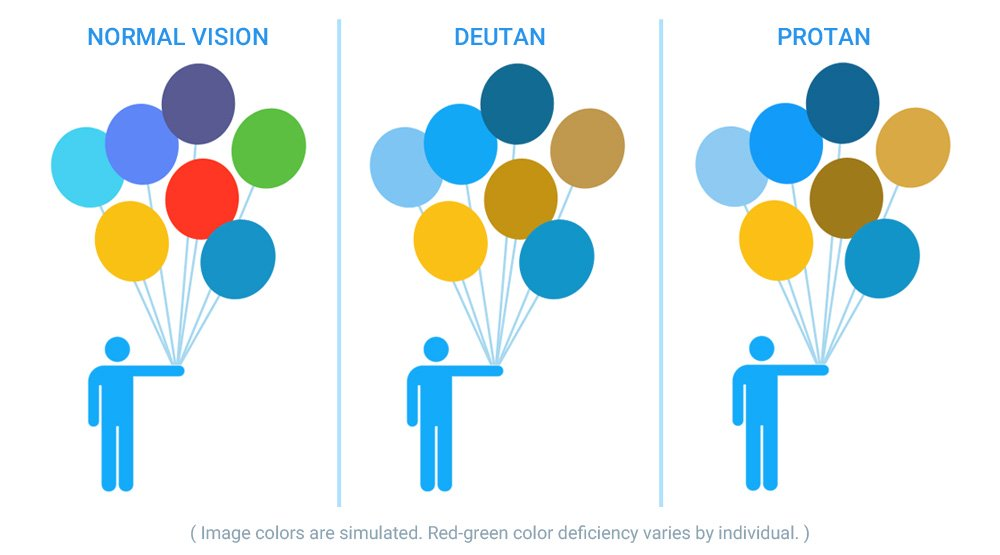 NORMAL VISION
DEUTAN
PROTAN
( Image colors are simulated. Red-green color deficiency varies by individual. )